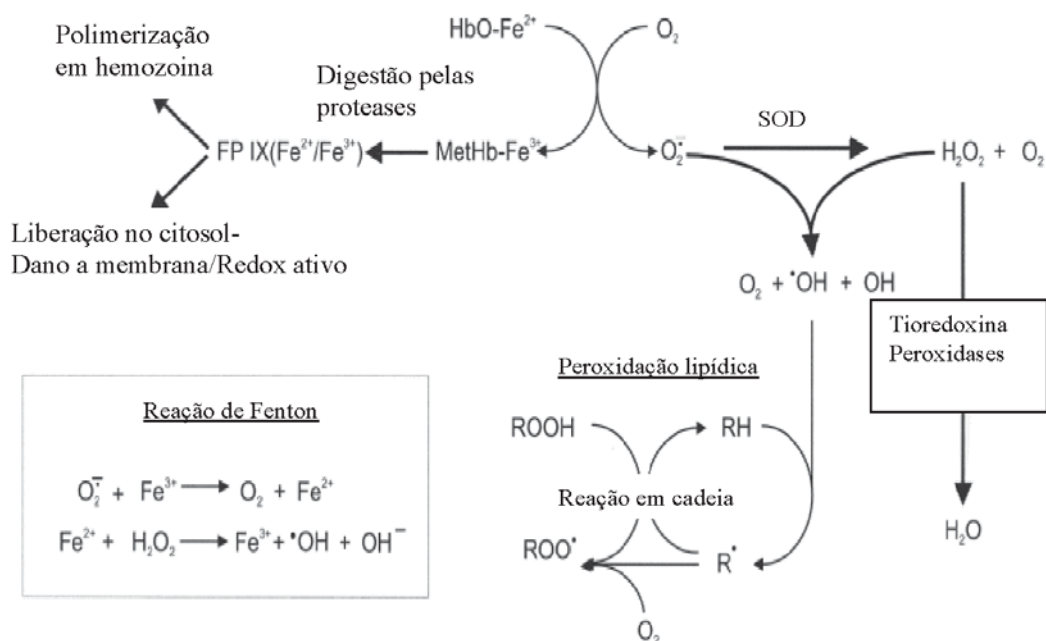 Polimerização
em hemozoina
HbO-Fe²⁺
O₂
Digestão pelas
proteases
FP IX(Fe²⁺/Fe³⁺)
MetHb-Fe³⁺
O₂•̄
SOD
H₂O₂ + O₂
Liberação no citosol-
Dano a membrana/Redox ativo
O₂ + •OH + OH
Tioredoxina
Peroxidases
Peroxidação lipídica
Reação de Fenton
ROOH
RH
O₂•̄ + Fe³⁺ → O₂ + Fe²⁺
Reação em cadeia
Fe²⁺ + H₂O₂ → Fe³⁺ + •OH + OH⁻
ROO•
R•
H₂O
O₂